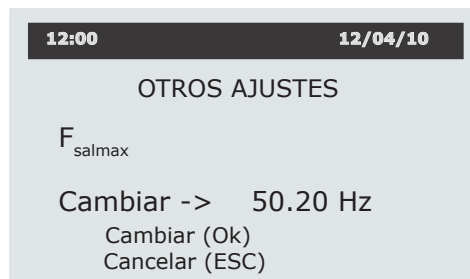 12:00 12/04/10
OTROS AJUSTES
Fsalmax
Cambiar -> 50.20 Hz
Cambiar (Ok)
Cancelar (ESC)